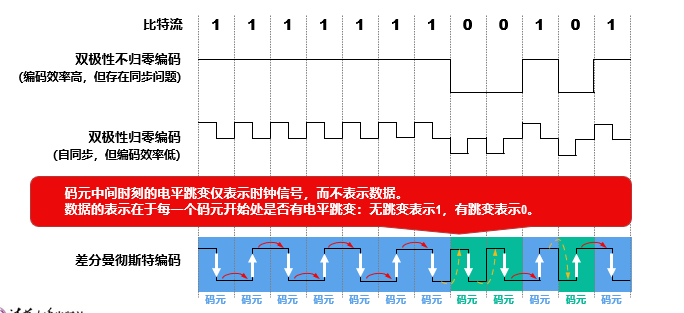 比特流 1 1 1 1 1 1 1 0 0 1 0 1
双极性不归零编码
(编码效率高，但存在同步问题)
双极性归零编码
(自同步，但编码效率低)
码元中间时刻的电平跳变仅表示时钟信号，而不表示数据。
数据的表示在于每一个码元开始处是否有电平跳变：无跳变表示1，有跳变表示0。
差分曼彻斯特编码
码元 码元 码元 码元 码元 码元 码元 码元 码元 码元 码元 码元